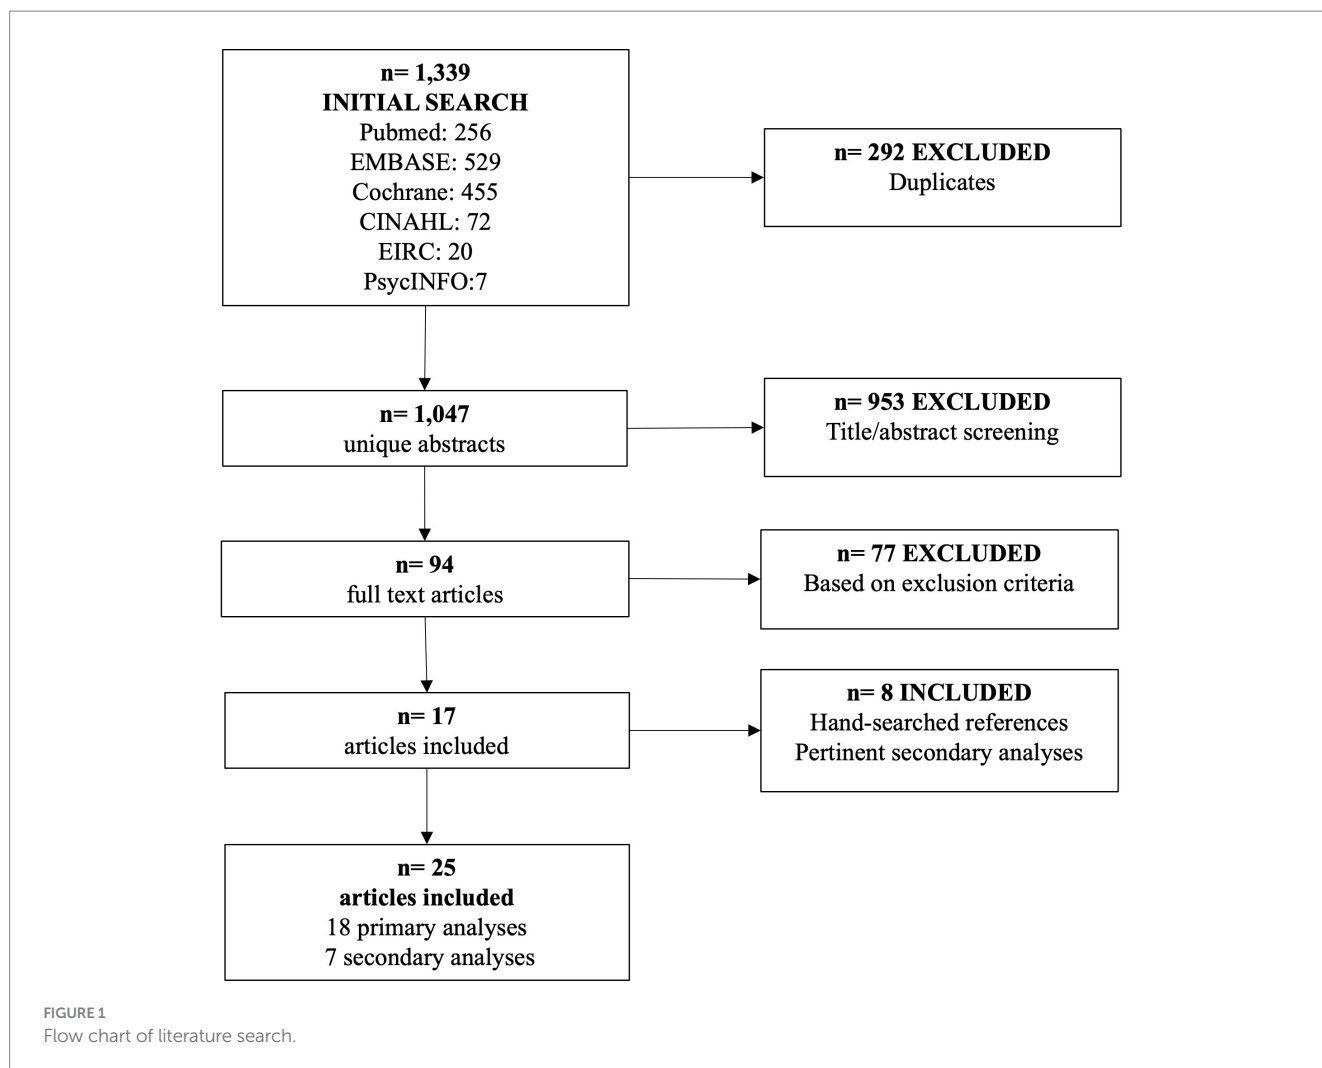 n= 1,339
INITIAL SEARCH
Pubmed: 256
EMBASE: 529
Cochrane: 455
CINAHL: 72
EIRC: 20
PsycINFO:7
n= 292 EXCLUDED
Duplicates
n= 1,047
unique abstracts
n= 953 EXCLUDED
Title/abstract screening
n= 94
full text articles
n= 77 EXCLUDED
Based on exclusion criteria
n= 17
articles included
n= 8 INCLUDED
Hand-searched references
Pertinent secondary analyses
n= 25
articles included
18 primary analyses
7 secondary analyses
FIGURE 1
Flow chart of literature search.